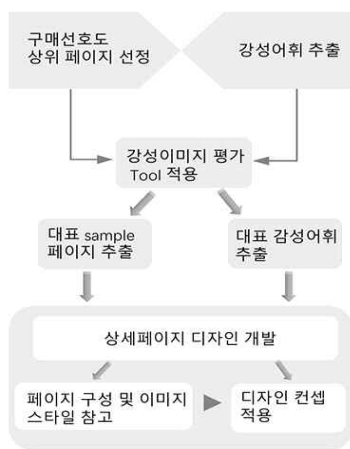 구매선호도
상위 페이지 선정
강성어휘 추출
강성이미지 평가
Tool 적용
대표 sample
페이지 추출
대표 감성어휘
추출
상세페이지 디자인 개발
페이지 구성 및 이미지
스타일 참고
디자인 컨셉
적용